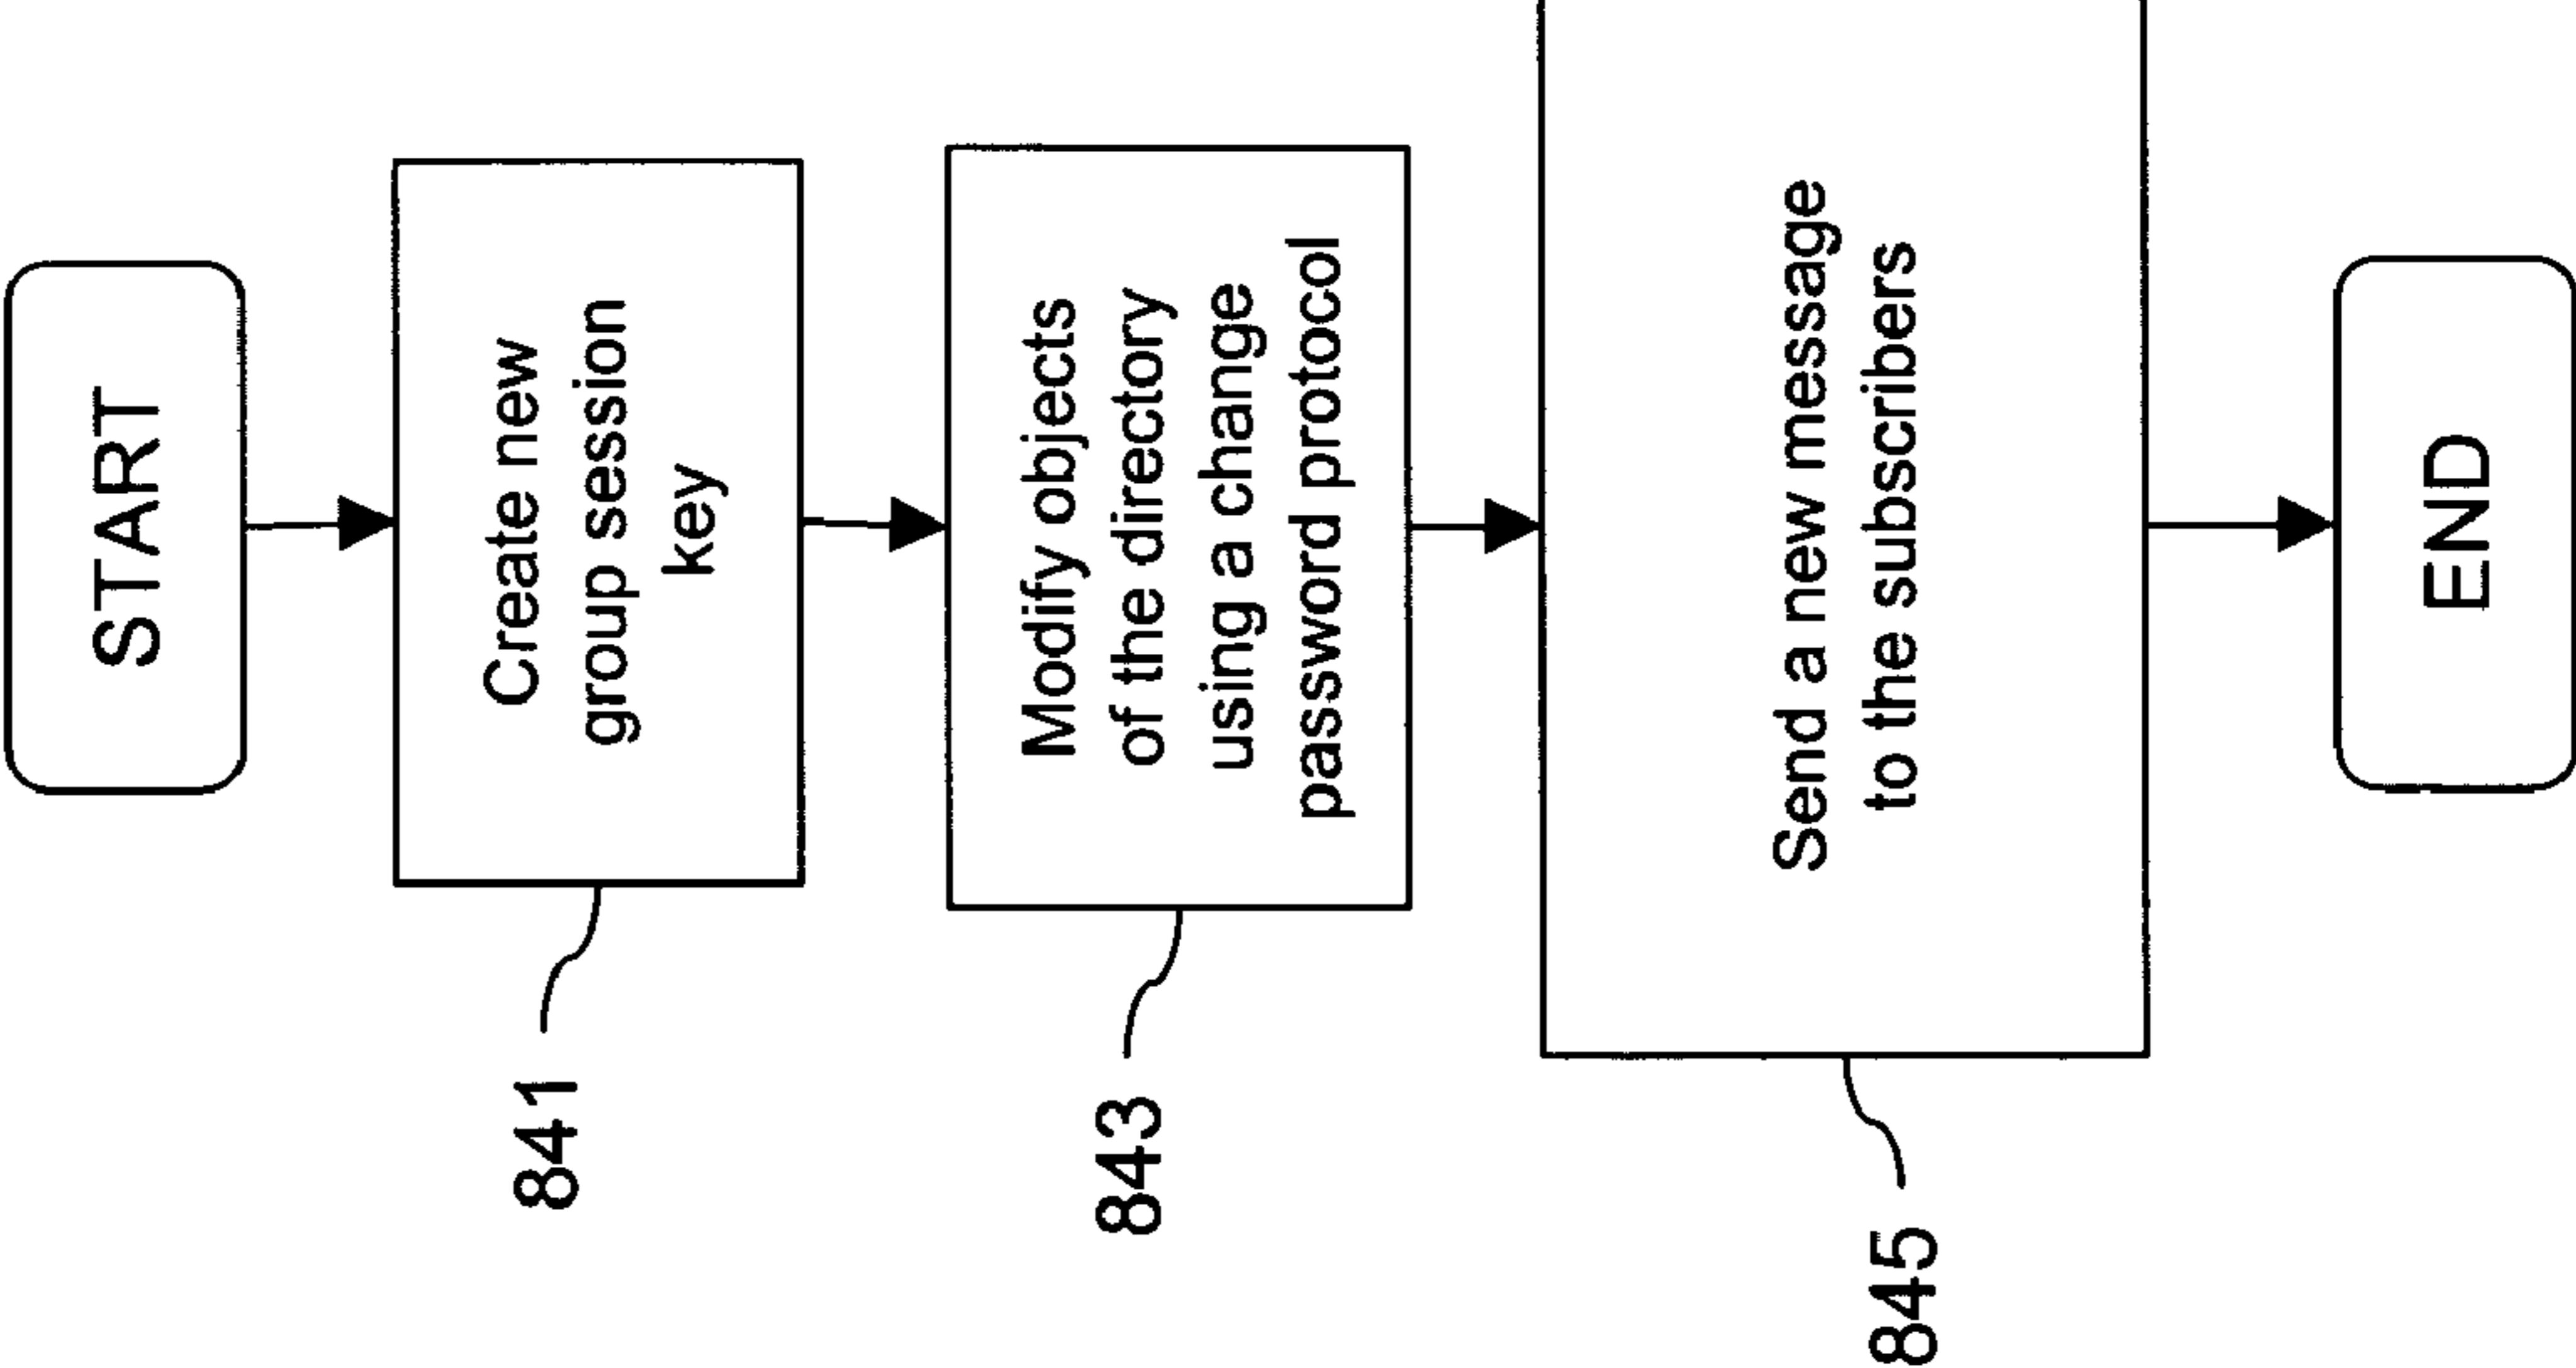 START
Create new
group session
key
841
Modify objects
of the directory
using a change
password protocol
843
Send a new message
to the subscribers
845
END